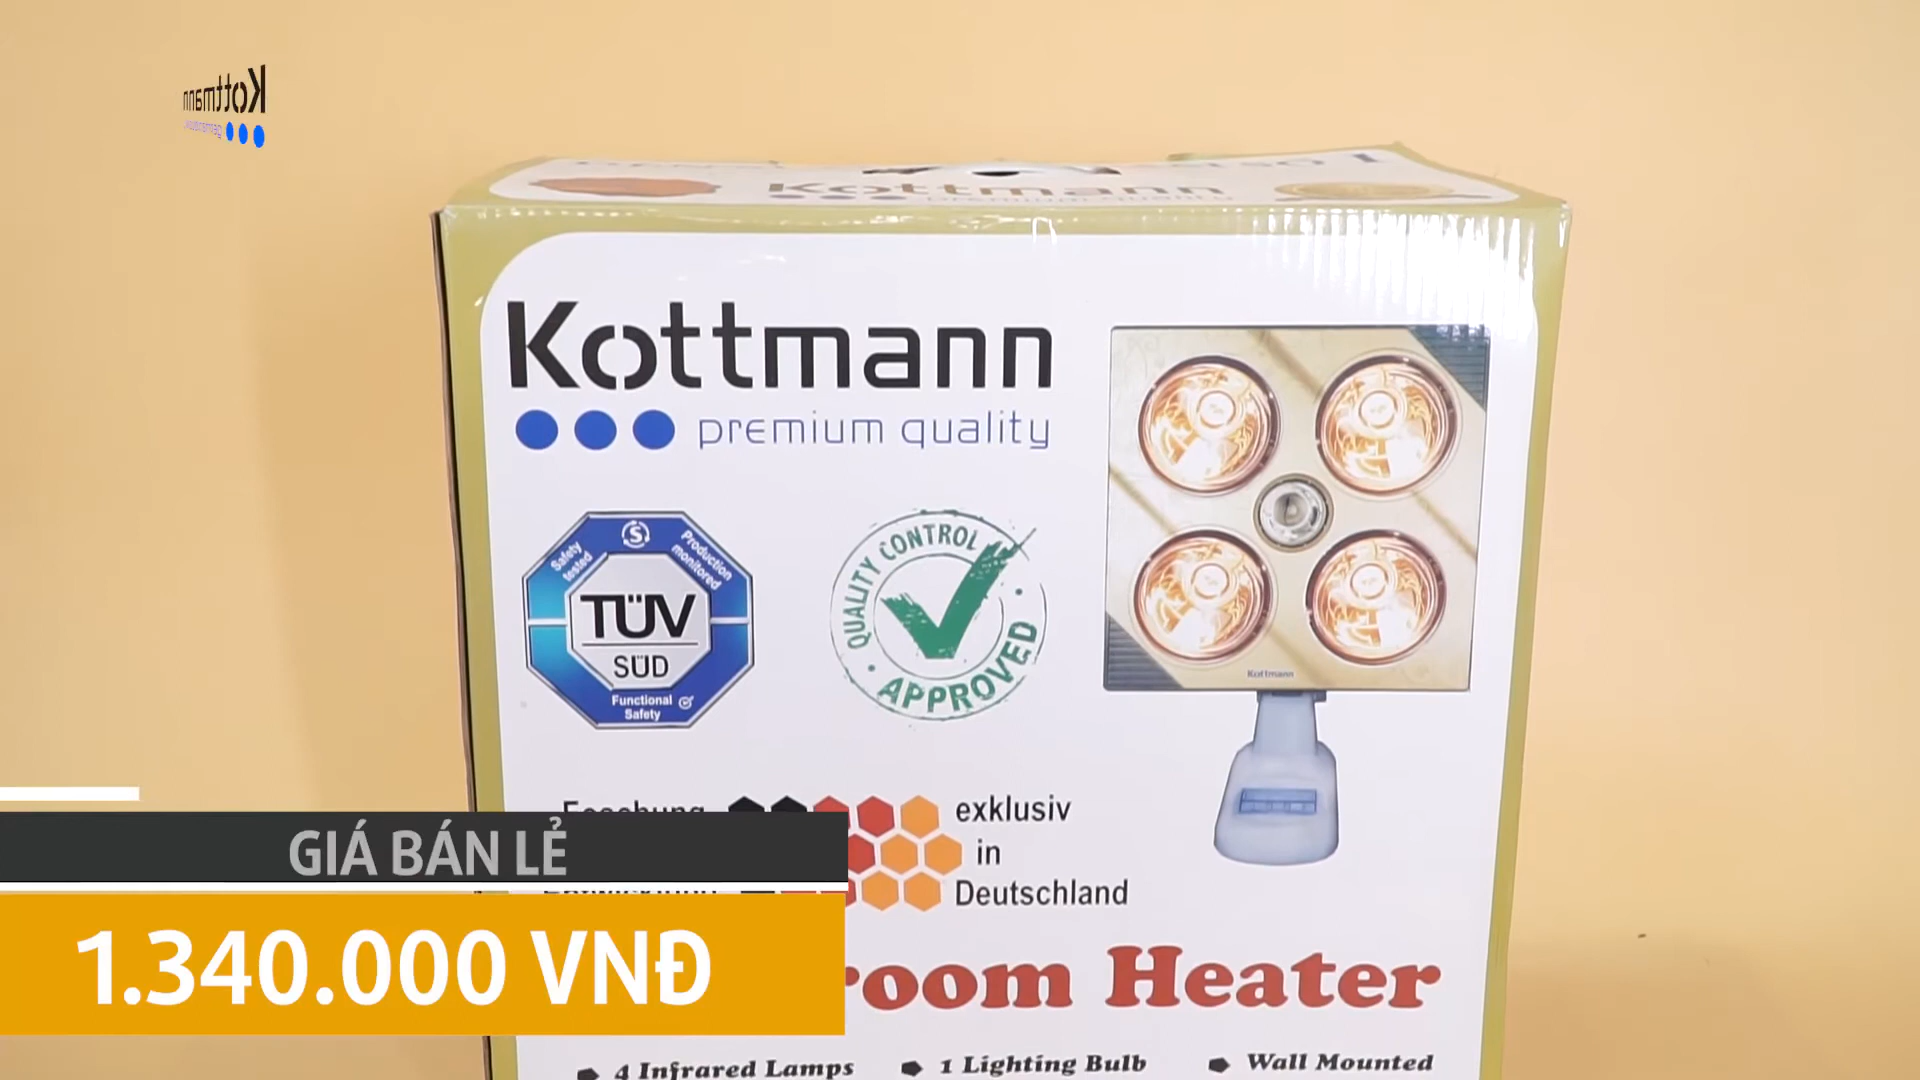 Kottmann
Kottmann
premium quality
Kottmann
premium quality
Safety tested
Production monitored
TÜV
SÜD
Functional Safety
QUALITY CONTROL
APPROVED
Kottmann
exklusiv
in
Deutschland
GIÁ BÁN LẺ
1.340.000 VNĐ
Heater
4 Infrared Lamps
1 Lighting Bulb
Wall Mounted